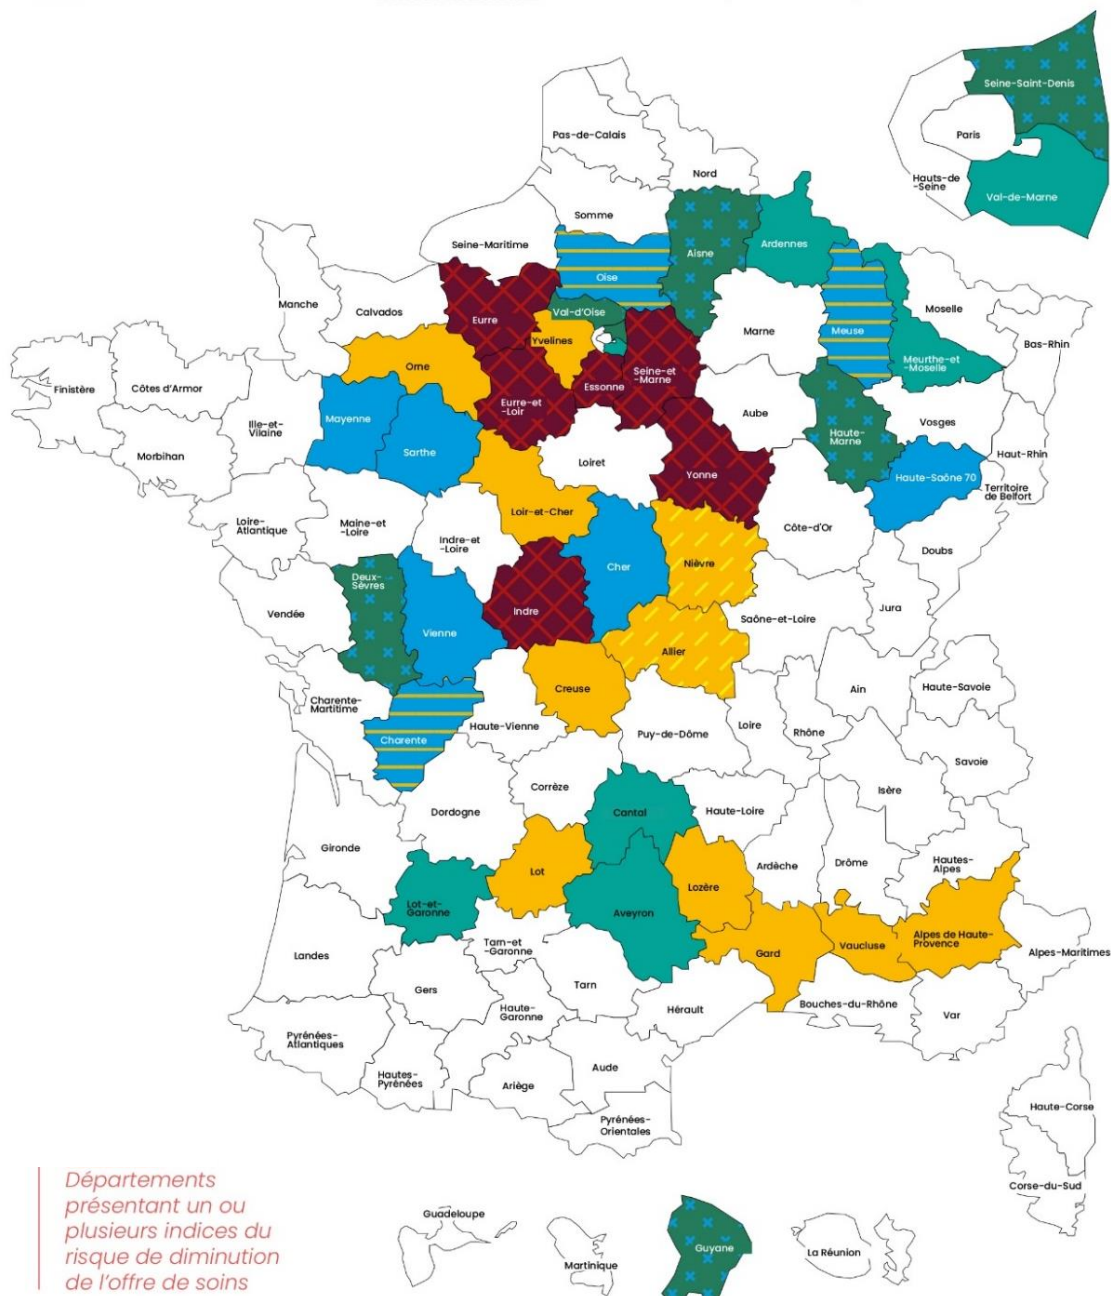 Seine-Saint-Denis
Paris
Hauts-de
-Seine
Val-de-Marne
Pas-de-Calais
Nord
Somme
Seine-Maritime
Oise
Aisne
Ardennes
Manche
Calvados
Eurre
Val-d'Oise
Yvelines
Essonne
Seine-et
-Marne
Marne
Meuse
Moselle
Meurthe-et
-Moselle
Bas-Rhin
Finistère
Côtes d'Armor
Orne
Eurre-et
-Loir
Aube
Haute-
Marne
Vosges
Haut-Rhin
Ille-et-
Vilaine
Morbihan
Mayenne
Sarthe
Loiret
Yonne
Haute-Saône 70
Territoire
de Belfort
Loire-
Atlantique
Maine-et
-Loire
Indre-et
-Loire
Loir-et-Cher
Cher
Nièvre
Côte-d'Or
Doubs
Vendée
Deux-
Sèvres
Vienne
Indre
Allier
Saône-et-Loire
Jura
Charente-
Martitime
Charente
Haute-Vienne
Creuse
Puy-de-Dôme
Loire
Rhône
Ain
Haute-Savoie
Savoie
Dordogne
Corrèze
Cantal
Haute-Loire
Isère
Gironde
Lot-et-
Garonne
Lot
Aveyron
Lozère
Ardèche
Drôme
Hautes-
Alpes
Landes
Tarn-et
-Garonne
Gers
Tarn
Gard
Vaucluse
Alpes de Haute-
Provence
Alpes-Maritimes
Pyrénées-
Atlantiques
Hautes-
Pyrénées
Haute-
Garonne
Ariège
Aude
Hérault
Bouches-du-Rhône
Var
Pyrénées-
Orientales
Haute-Corse
Corse-du-Sud
Départements
présentant un ou
plusieurs indices du
risque de diminution
de l'offre de soins
Guadeloupe
Martinique
Guyane
La Réunion